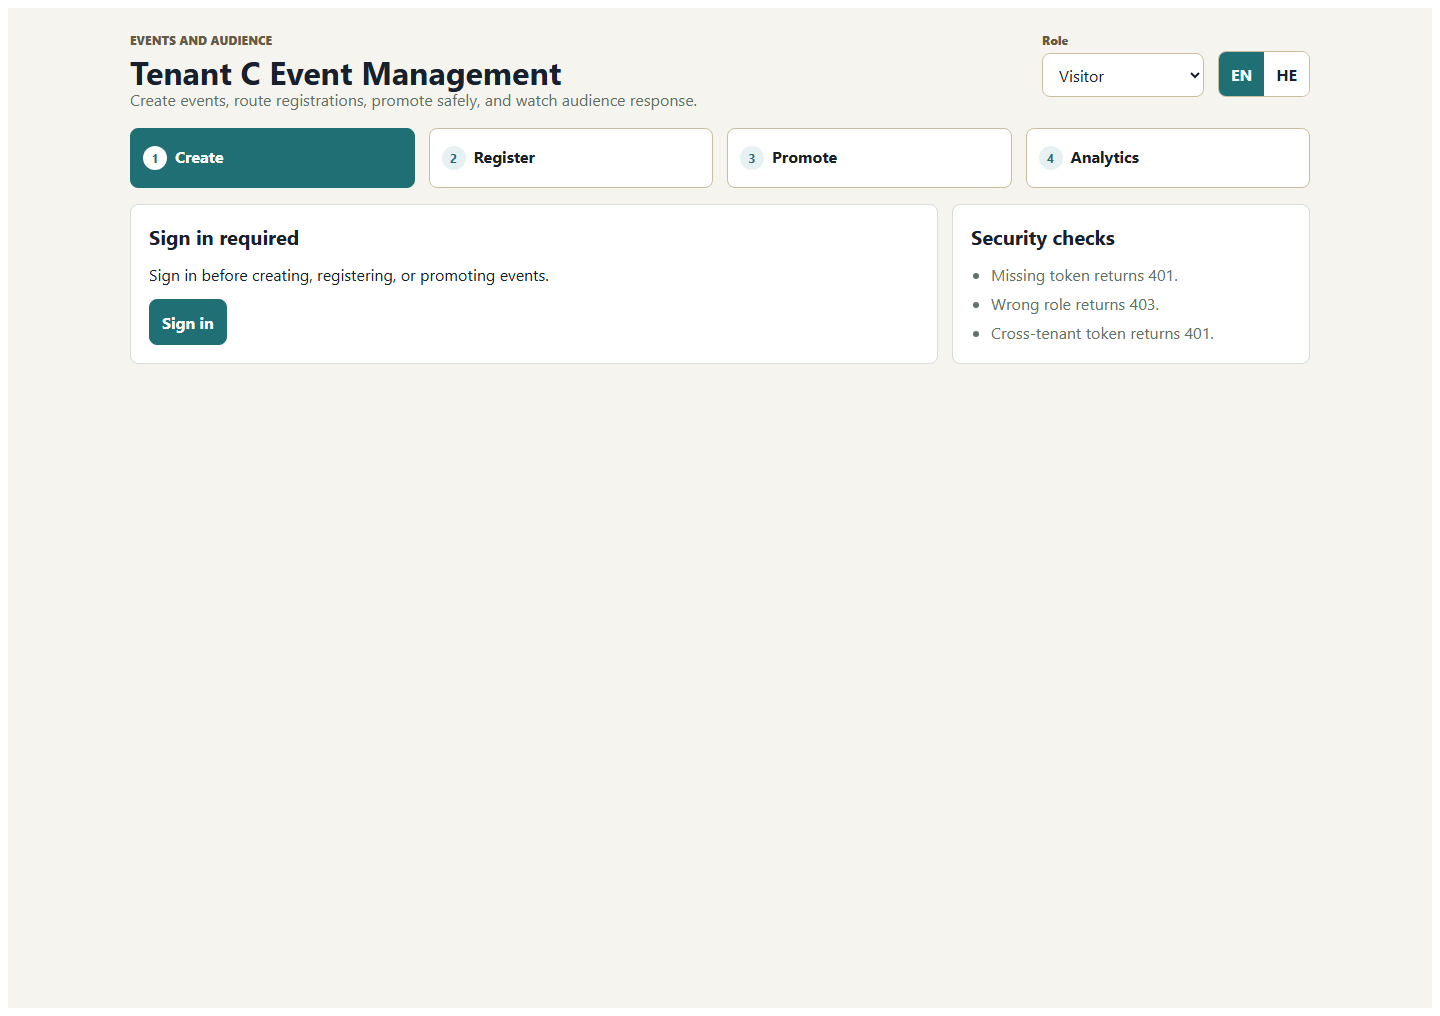 EVENTS AND AUDIENCE
Tenant C Event Management
Create events, route registrations, promote safely, and watch audience response.
Role
Visitor
EN HE
1 Create
2 Register
3 Promote
4 Analytics
Sign in required
Sign in before creating, registering, or promoting events.
Sign in
Security checks
Missing token returns 401.
Wrong role returns 403.
Cross-tenant token returns 401.